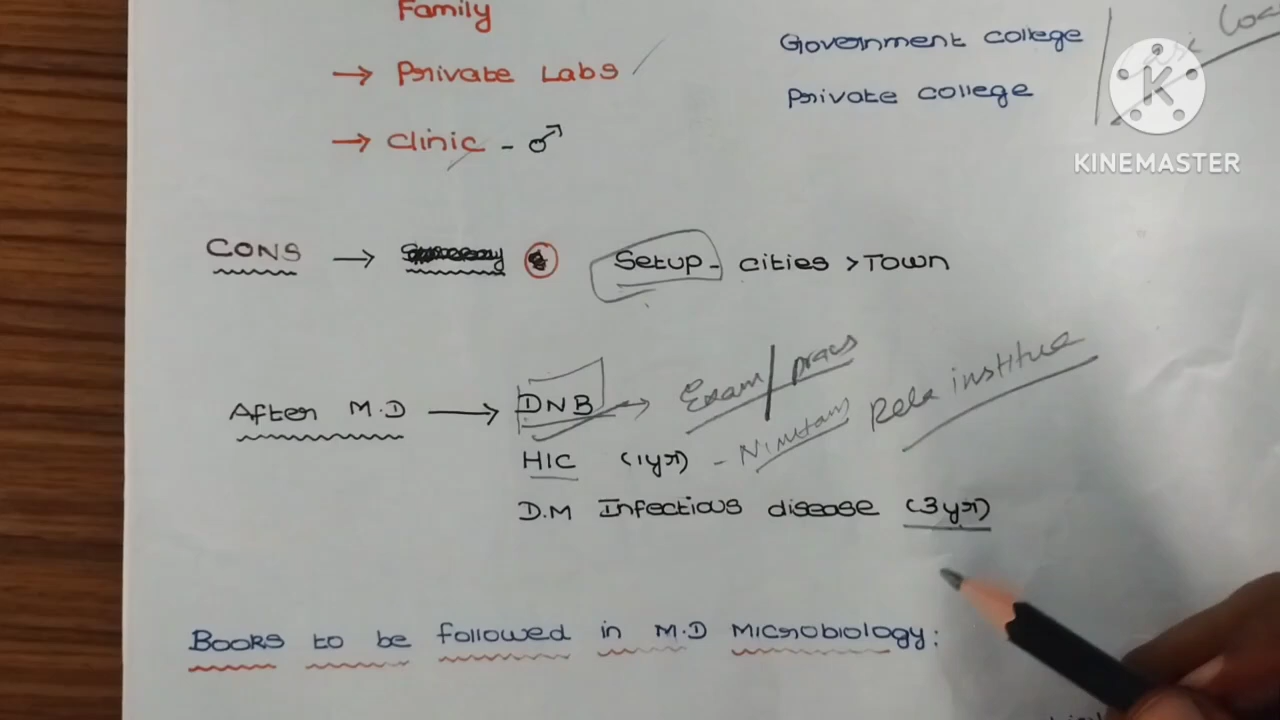 Family
→ Private Labs
→ Clinic - ♂
Government college
Private college
KINEMASTER
CONS → Setup - cities > Town
After M.D → DNB → Exam / pracs
HIC (1yr) - Rela institue
D.M Infectious disease (3yr)
Books to be followed in M.D Microbiology: